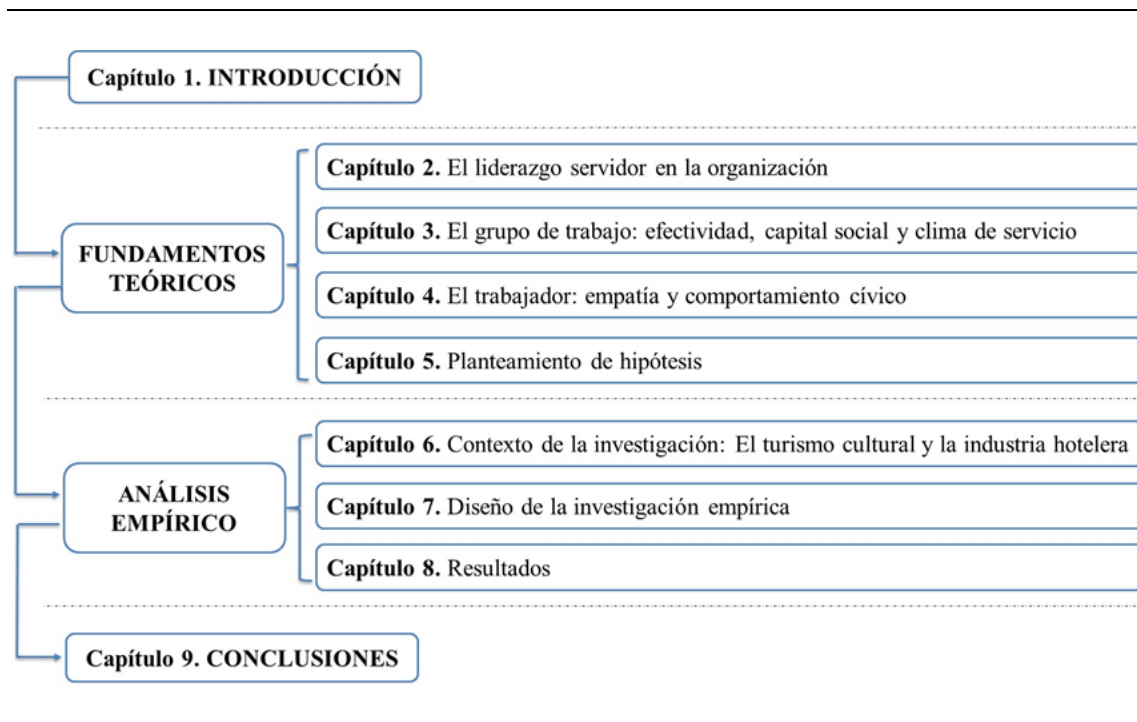 Capítulo 1. INTRODUCCIÓN
FUNDAMENTOS
TEÓRICOS
Capítulo 2. El liderazgo servidor en la organización
Capítulo 3. El grupo de trabajo: efectividad, capital social y clima de servicio
Capítulo 4. El trabajador: empatía y comportamiento cívico
Capítulo 5. Planteamiento de hipótesis
ANÁLISIS
EMPÍRICO
Capítulo 6. Contexto de la investigación: El turismo cultural y la industria hotelera
Capítulo 7. Diseño de la investigación empírica
Capítulo 8. Resultados
Capítulo 9. CONCLUSIONES